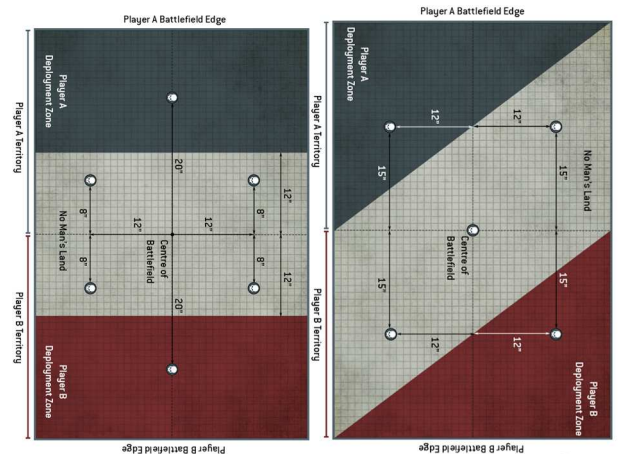 Player A Battlefield Edge
Player A
Deployment Zone
Player A Territory
20"
12"
8"
8"
12"
12"
No Man's Land
Centre of
Battlefield
8"
8"
12"
20"
Player B Territory
Player B
Deployment Zone
Player B Battlefield Edge
Player A Battlefield Edge
Player A
Deployment Zone
Player A Territory
12"
12"
15"
15"
No Man's Land
Centre of
Battlefield
15"
15"
12"
12"
Player B Territory
Player B
Deployment Zone
Player B Battlefield Edge